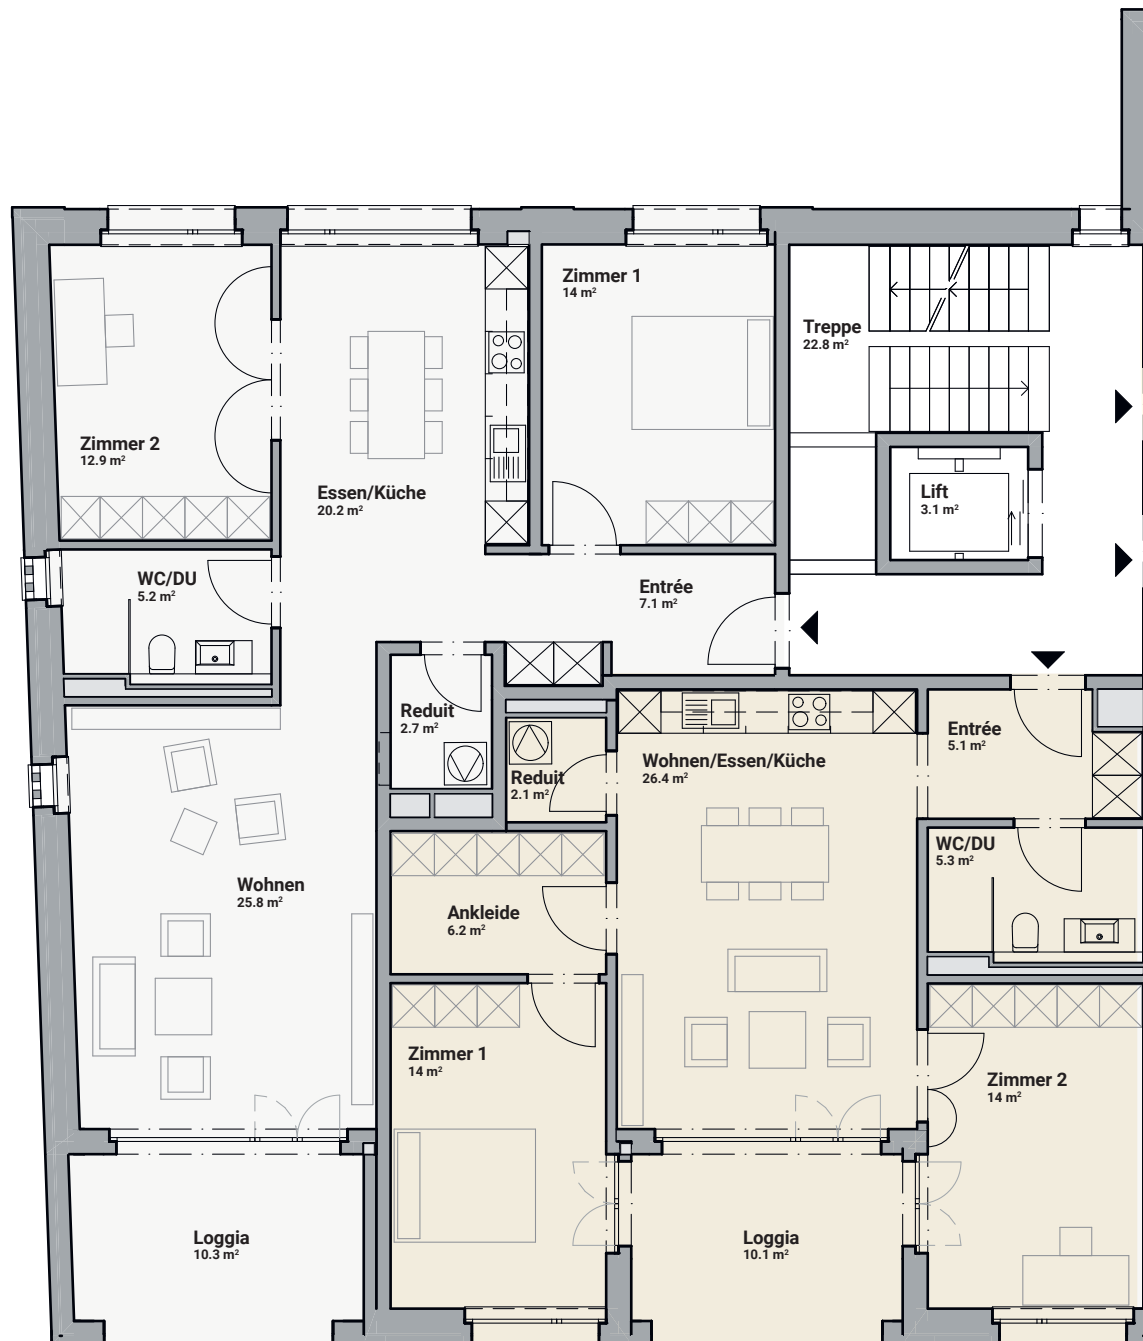 Zimmer 1
14 m²
Treppe
22.8 m²
Zimmer 2
12.9 m²
Essen/Küche
20.2 m²
Lift
3.1 m²
WC/DU
5.2 m²
Entrée
7.1 m²
Reduit
2.7 m²
Entrée
5.1 m²
Wohnen/Essen/Küche
26.4 m²
Reduit
2.1 m²
WC/DU
5.3 m²
Wohnen
25.8 m²
Ankleide
6.2 m²
Zimmer 1
14 m²
Zimmer 2
14 m²
Loggia
10.3 m²
Loggia
10.1 m²